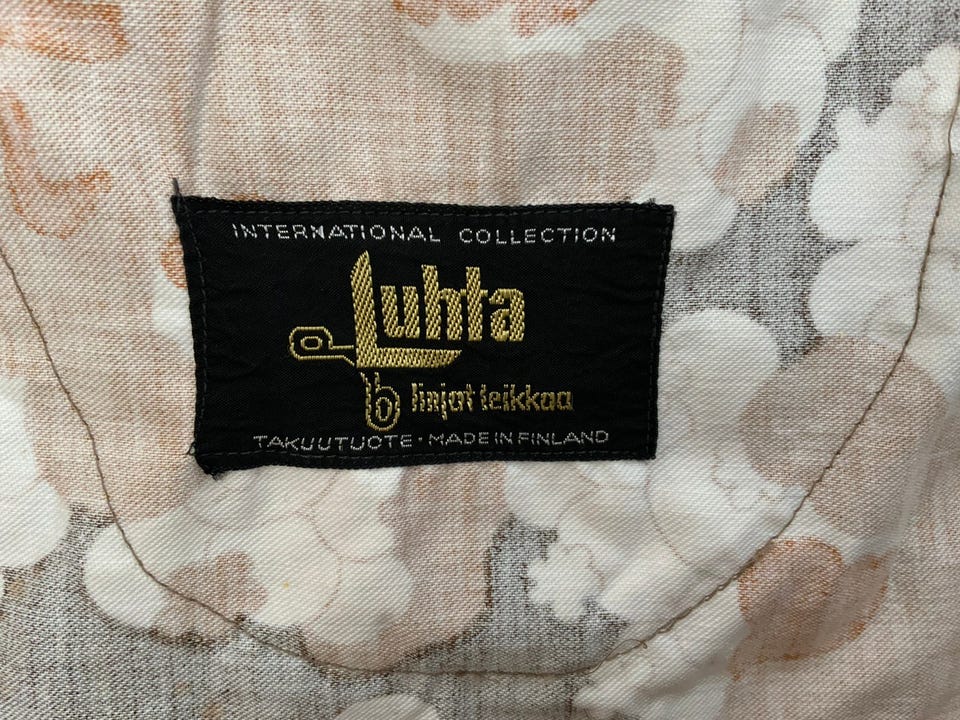 INTERNATIONAL COLLECTION
Luhta
linjat leikkaa
TAKUUTUOTE · MADE IN FINLAND